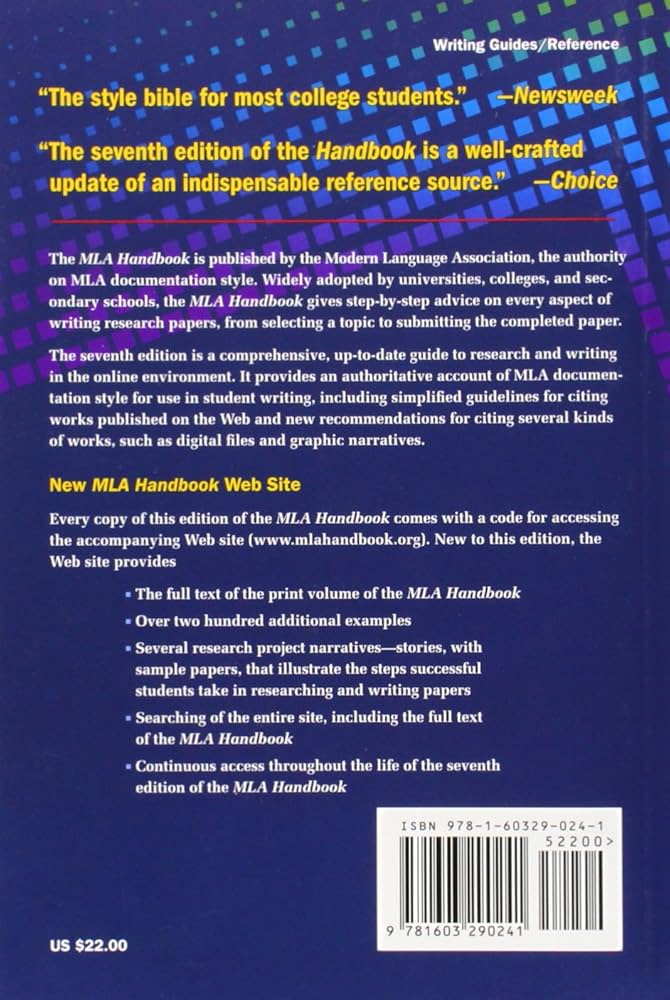 Writing Guides/Reference
“The style bible for most college students.” —Newsweek
“The seventh edition of the Handbook is a well-crafted
update of an indispensable reference source.” —Choice
The MLA Handbook is published by the Modern Language Association, the authority
on MLA documentation style. Widely adopted by universities, colleges, and sec-
ondary schools, the MLA Handbook gives step-by-step advice on every aspect of
writing research papers, from selecting a topic to submitting the completed paper.
The seventh edition is a comprehensive, up-to-date guide to research and writing
in the online environment. It provides an authoritative account of MLA documen-
tation style for use in student writing, including simplified guidelines for citing
works published on the Web and new recommendations for citing several kinds
of works, such as digital files and graphic narratives.
New MLA Handbook Web Site
Every copy of this edition of the MLA Handbook comes with a code for accessing
the accompanying Web site (www.mlahandbook.org). New to this edition, the
Web site provides
▪ The full text of the print volume of the MLA Handbook
▪ Over two hundred additional examples
▪ Several research project narratives—stories, with
sample papers, that illustrate the steps successful
students take in researching and writing papers
▪ Searching of the entire site, including the full text
of the MLA Handbook
▪ Continuous access throughout the life of the seventh
edition of the MLA Handbook
ISBN 978-1-60329-024-1
52200>
9 781603 290241
US $22.00